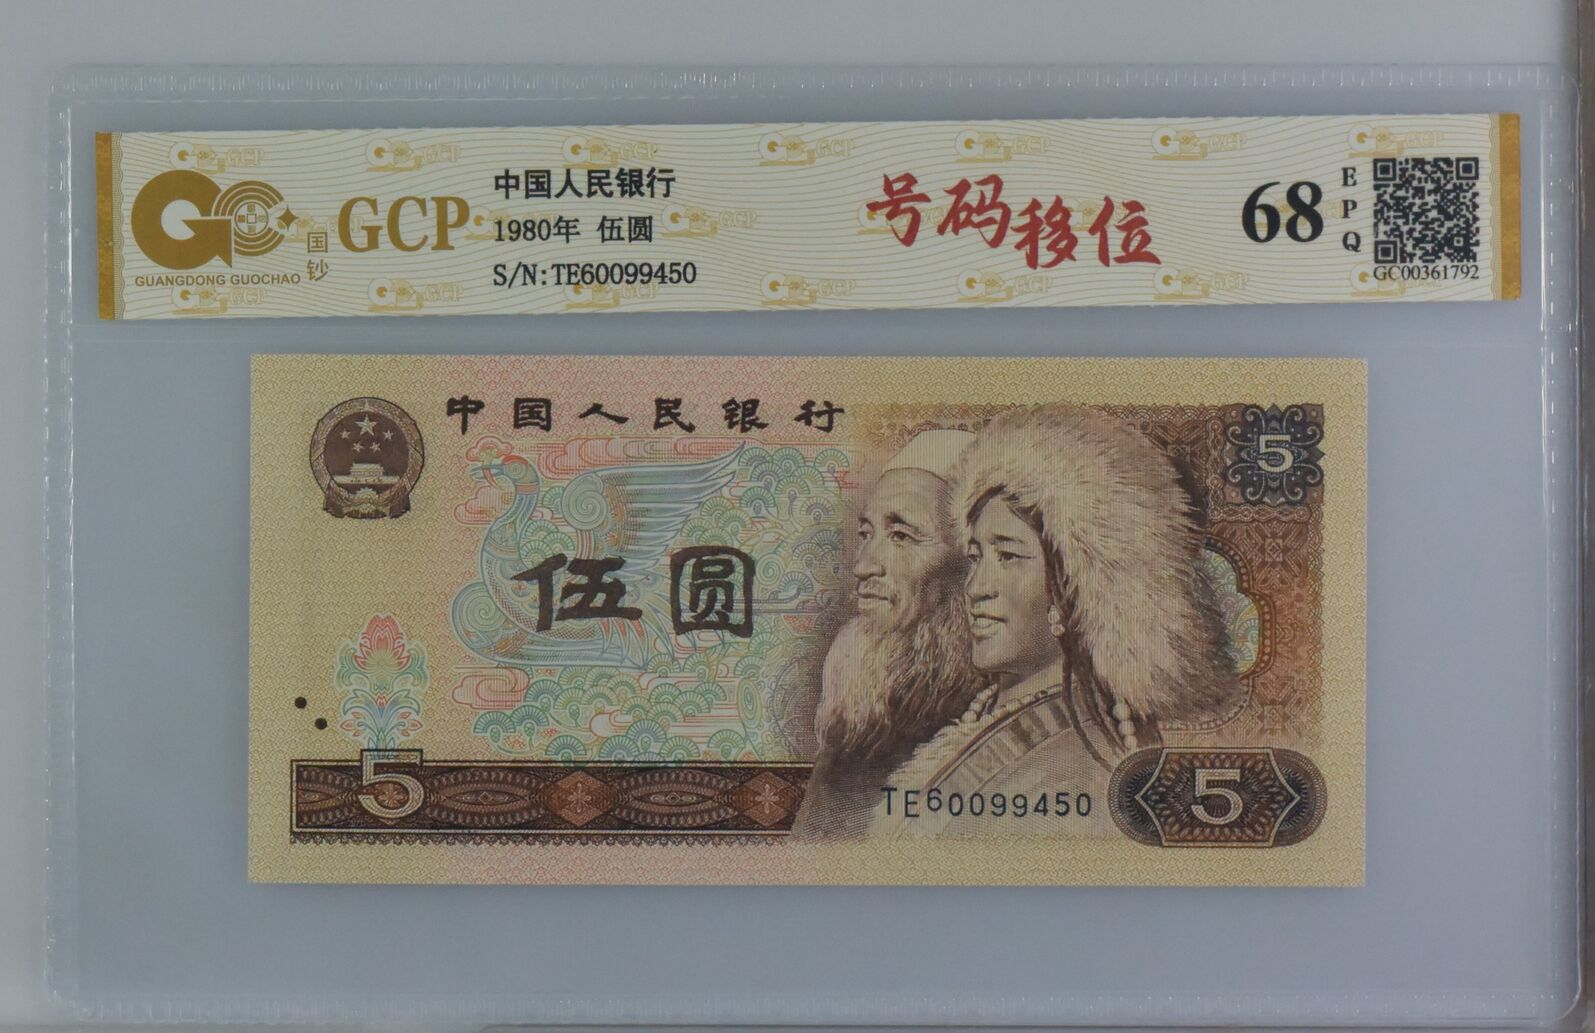 GCP
国钞
GUANGDONG GUOCHAO
中国人民银行
1980年 伍圆
S/N:TE60099450
号码移位
68
EPQ
GC00361792
中国人民银行
5
伍圆
5
TE60099450
5